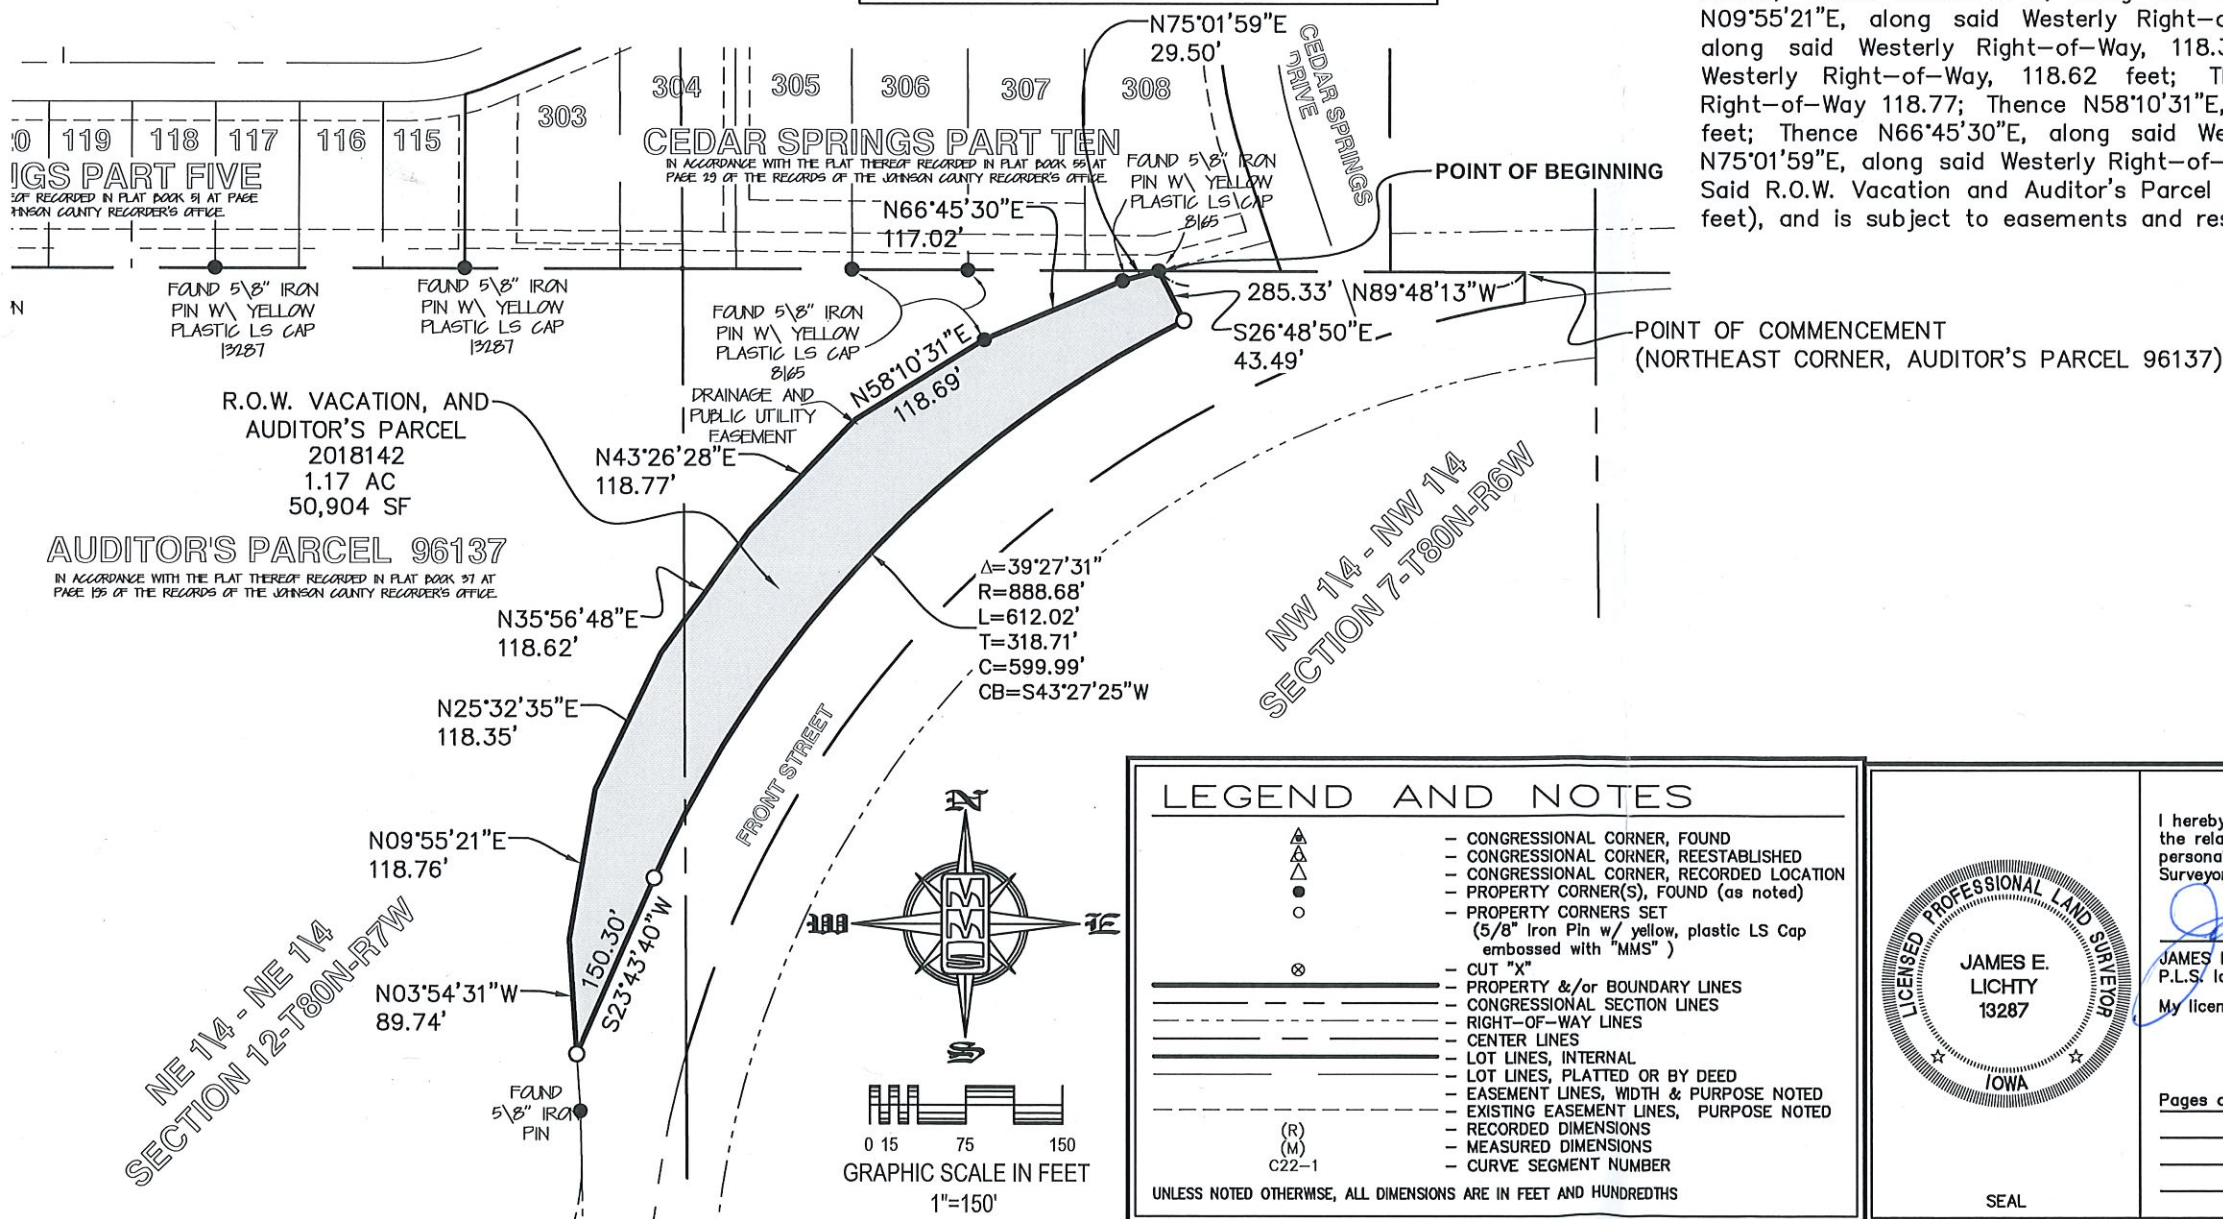 N09°55'21"E, along said Westerly Right-o
along said Westerly Right-of-Way, 118.3
Westerly Right-of-Way, 118.62 feet; Th
Right-of-Way 118.77; Thence N58°10'31"E,
feet; Thence N66°45'30"E, along said We
N75°01'59"E, along said Westerly Right-of-
Said R.O.W. Vacation and Auditor's Parcel
feet), and is subject to easements and res
N75°01'59"E
29.50'
CEDAR SPRINGS
DRIVE
303
304
305
306
307
308
119
118
117
116
115
CEDAR SPRINGS PART TEN
IN ACCORDANCE WITH THE PLAT THEREOF RECORDED IN PLAT BOOK 55 AT
PAGE 29 OF THE RECORDS OF THE JOHNSON COUNTY RECORDER'S OFFICE.
NGS PART FIVE
EOF RECORDED IN PLAT BOOK 51 AT PAGE
OHNSON COUNTY RECORDER'S OFFICE.
FOUND 5\8" IRON
PIN W\ YELLOW
PLASTIC LS CAP
8165
POINT OF BEGINNING
N66°45'30"E
117.02'
FOUND 5\8" IRON
PIN W\ YELLOW
PLASTIC LS CAP
13287
FOUND 5\8" IRON
PIN W\ YELLOW
PLASTIC LS CAP
13287
FOUND 5\8" IRON
PIN W\ YELLOW
PLASTIC LS CAP
8165
285.33' N89°48'13"W
S26°48'50"E
43.49'
POINT OF COMMENCEMENT
(NORTHEAST CORNER, AUDITOR'S PARCEL 96137)
N58°10'31"E
118.69'
DRAINAGE AND
PUBLIC UTILITY
EASEMENT
R.O.W. VACATION, AND
AUDITOR'S PARCEL
2018142
1.17 AC
50,904 SF
N43°26'28"E
118.77'
AUDITOR'S PARCEL 96137
IN ACCORDANCE WITH THE PLAT THEREOF RECORDED IN PLAT BOOK 37 AT
PAGE 195 OF THE RECORDS OF THE JOHNSON COUNTY RECORDER'S OFFICE.
N35°56'48"E
118.62'
Δ=39°27'31"
R=888.68'
L=612.02'
T=318.71'
C=599.99'
CB=S43°27'25"W
NW 1\4 - NW 1\4
SECTION 7-T80N-R6W
N25°32'35"E
118.35'
FRONT STREET
N09°55'21"E
118.76'
150.30'
S23°43'40"W
N03°54'31"W
89.74'
NE 1\4 - NE 1\4
SECTION 12-T80N-R7W
FOUND
5\8" IRON
PIN
N
W
E
S
MMS
0 15 75 150
GRAPHIC SCALE IN FEET
1"=150'
LEGEND AND NOTES
- CONGRESSIONAL CORNER, FOUND
- CONGRESSIONAL CORNER, REESTABLISHED
- CONGRESSIONAL CORNER, RECORDED LOCATION
- PROPERTY CORNER(S), FOUND (as noted)
- PROPERTY CORNERS SET
(5/8" Iron Pin w/ yellow, plastic LS Cap
embossed with "MMS" )
- CUT "X"
- PROPERTY &/or BOUNDARY LINES
- CONGRESSIONAL SECTION LINES
- RIGHT-OF-WAY LINES
- CENTER LINES
- LOT LINES, INTERNAL
- LOT LINES, PLATTED OR BY DEED
- EASEMENT LINES, WIDTH & PURPOSE NOTED
- EXISTING EASEMENT LINES, PURPOSE NOTED
(R) - RECORDED DIMENSIONS
(M) - MEASURED DIMENSIONS
C22-1 - CURVE SEGMENT NUMBER
UNLESS NOTED OTHERWISE, ALL DIMENSIONS ARE IN FEET AND HUNDREDTHS
LICENSED PROFESSIONAL LAND SURVEYOR
JAMES E.
LICHTY
13287
IOWA
SEAL
I hereby
the rela
persona
Surveyo
JAMES
P.L.S. Io
My licen
Pages o